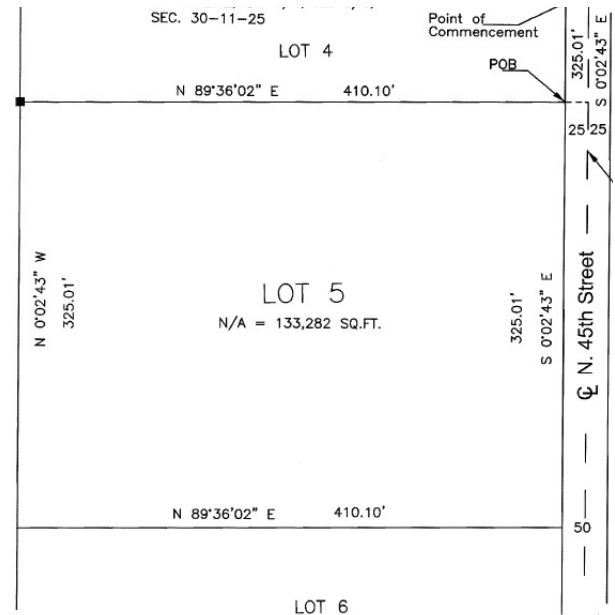 SEC. 30-11-25
Point of
Commencement
LOT 4
325.01'
S 0°02'43" E
POB
N 89°36'02" E 410.10'
25 25
N 0°02'43" W
325.01'
LOT 5
N/A = 133,282 SQ.FT.
325.01'
S 0°02'43" E
℄ N. 45th Street
N 89°36'02" E 410.10'
50
LOT 6